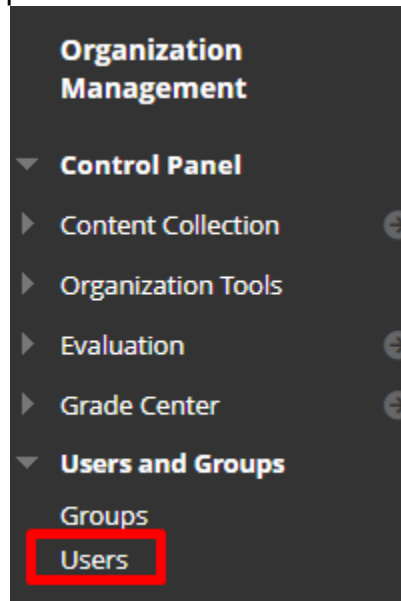 Organization
Management
Control Panel
Content Collection
Organization Tools
Evaluation
Grade Center
Users and Groups
Groups
Users